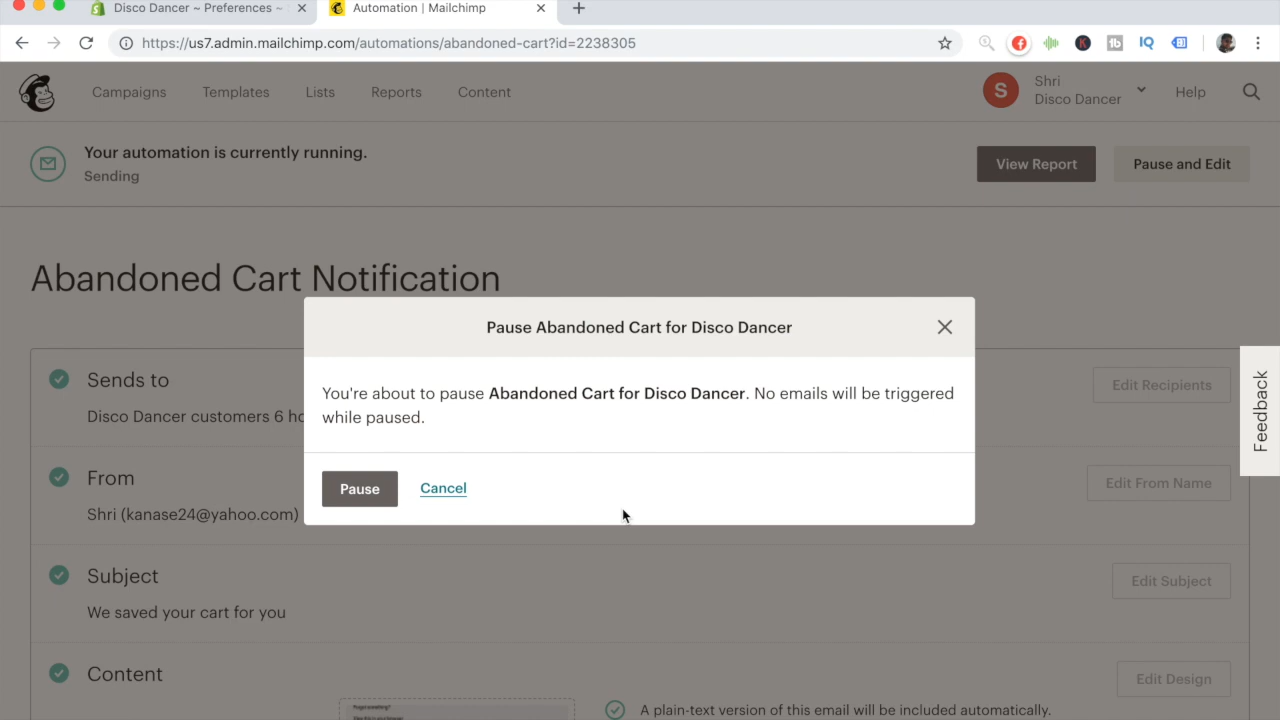 Disco Dancer ~ Preferences ~
Automation | Mailchimp
https://us7.admin.mailchimp.com/automations/abandoned-cart?id=2238305
K
tb
IQ
Campaigns
Templates
Lists
Reports
Content
S
Shri
Disco Dancer
Help
Your automation is currently running.
Sending
View Report
Pause and Edit
Abandoned Cart Notification
Pause Abandoned Cart for Disco Dancer
You're about to pause Abandoned Cart for Disco Dancer. No emails will be triggered
while paused.
Pause
Cancel
Sends to
Disco Dancer customers 6 ho
Edit Recipients
Feedback
From
Shri (kanase24@yahoo.com)
Edit From Name
Subject
We saved your cart for you
Edit Subject
Content
Edit Design
A plain-text version of this email will be included automatically.